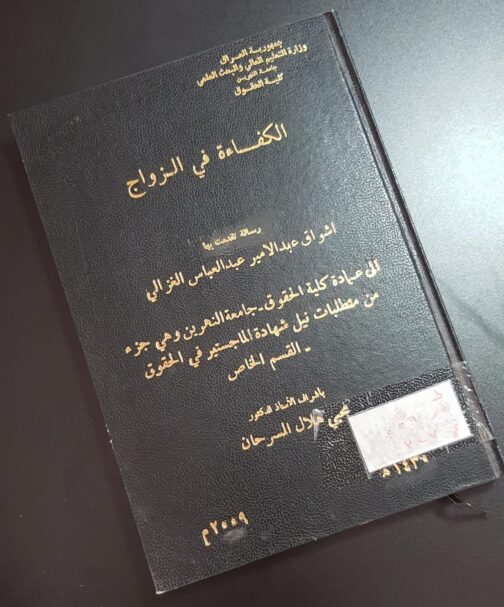 جمهورية العراق
وزارة التعليم العالي والبحث العلمي
جامعة النهرين
كلية الحقوق
الكفاءة في الزواج
رسالة تقدمت بها
اشواق عبدالامير عبدالعباس الغزالي
الى عمادة كلية الحقوق - جامعة النهرين وهي جزء
من متطلبات نيل شهادة الماجستير في الحقوق
- القسم الخاص
باشراف الأستاذ الدكتور
هلال السرحان
٢٠٠٩م